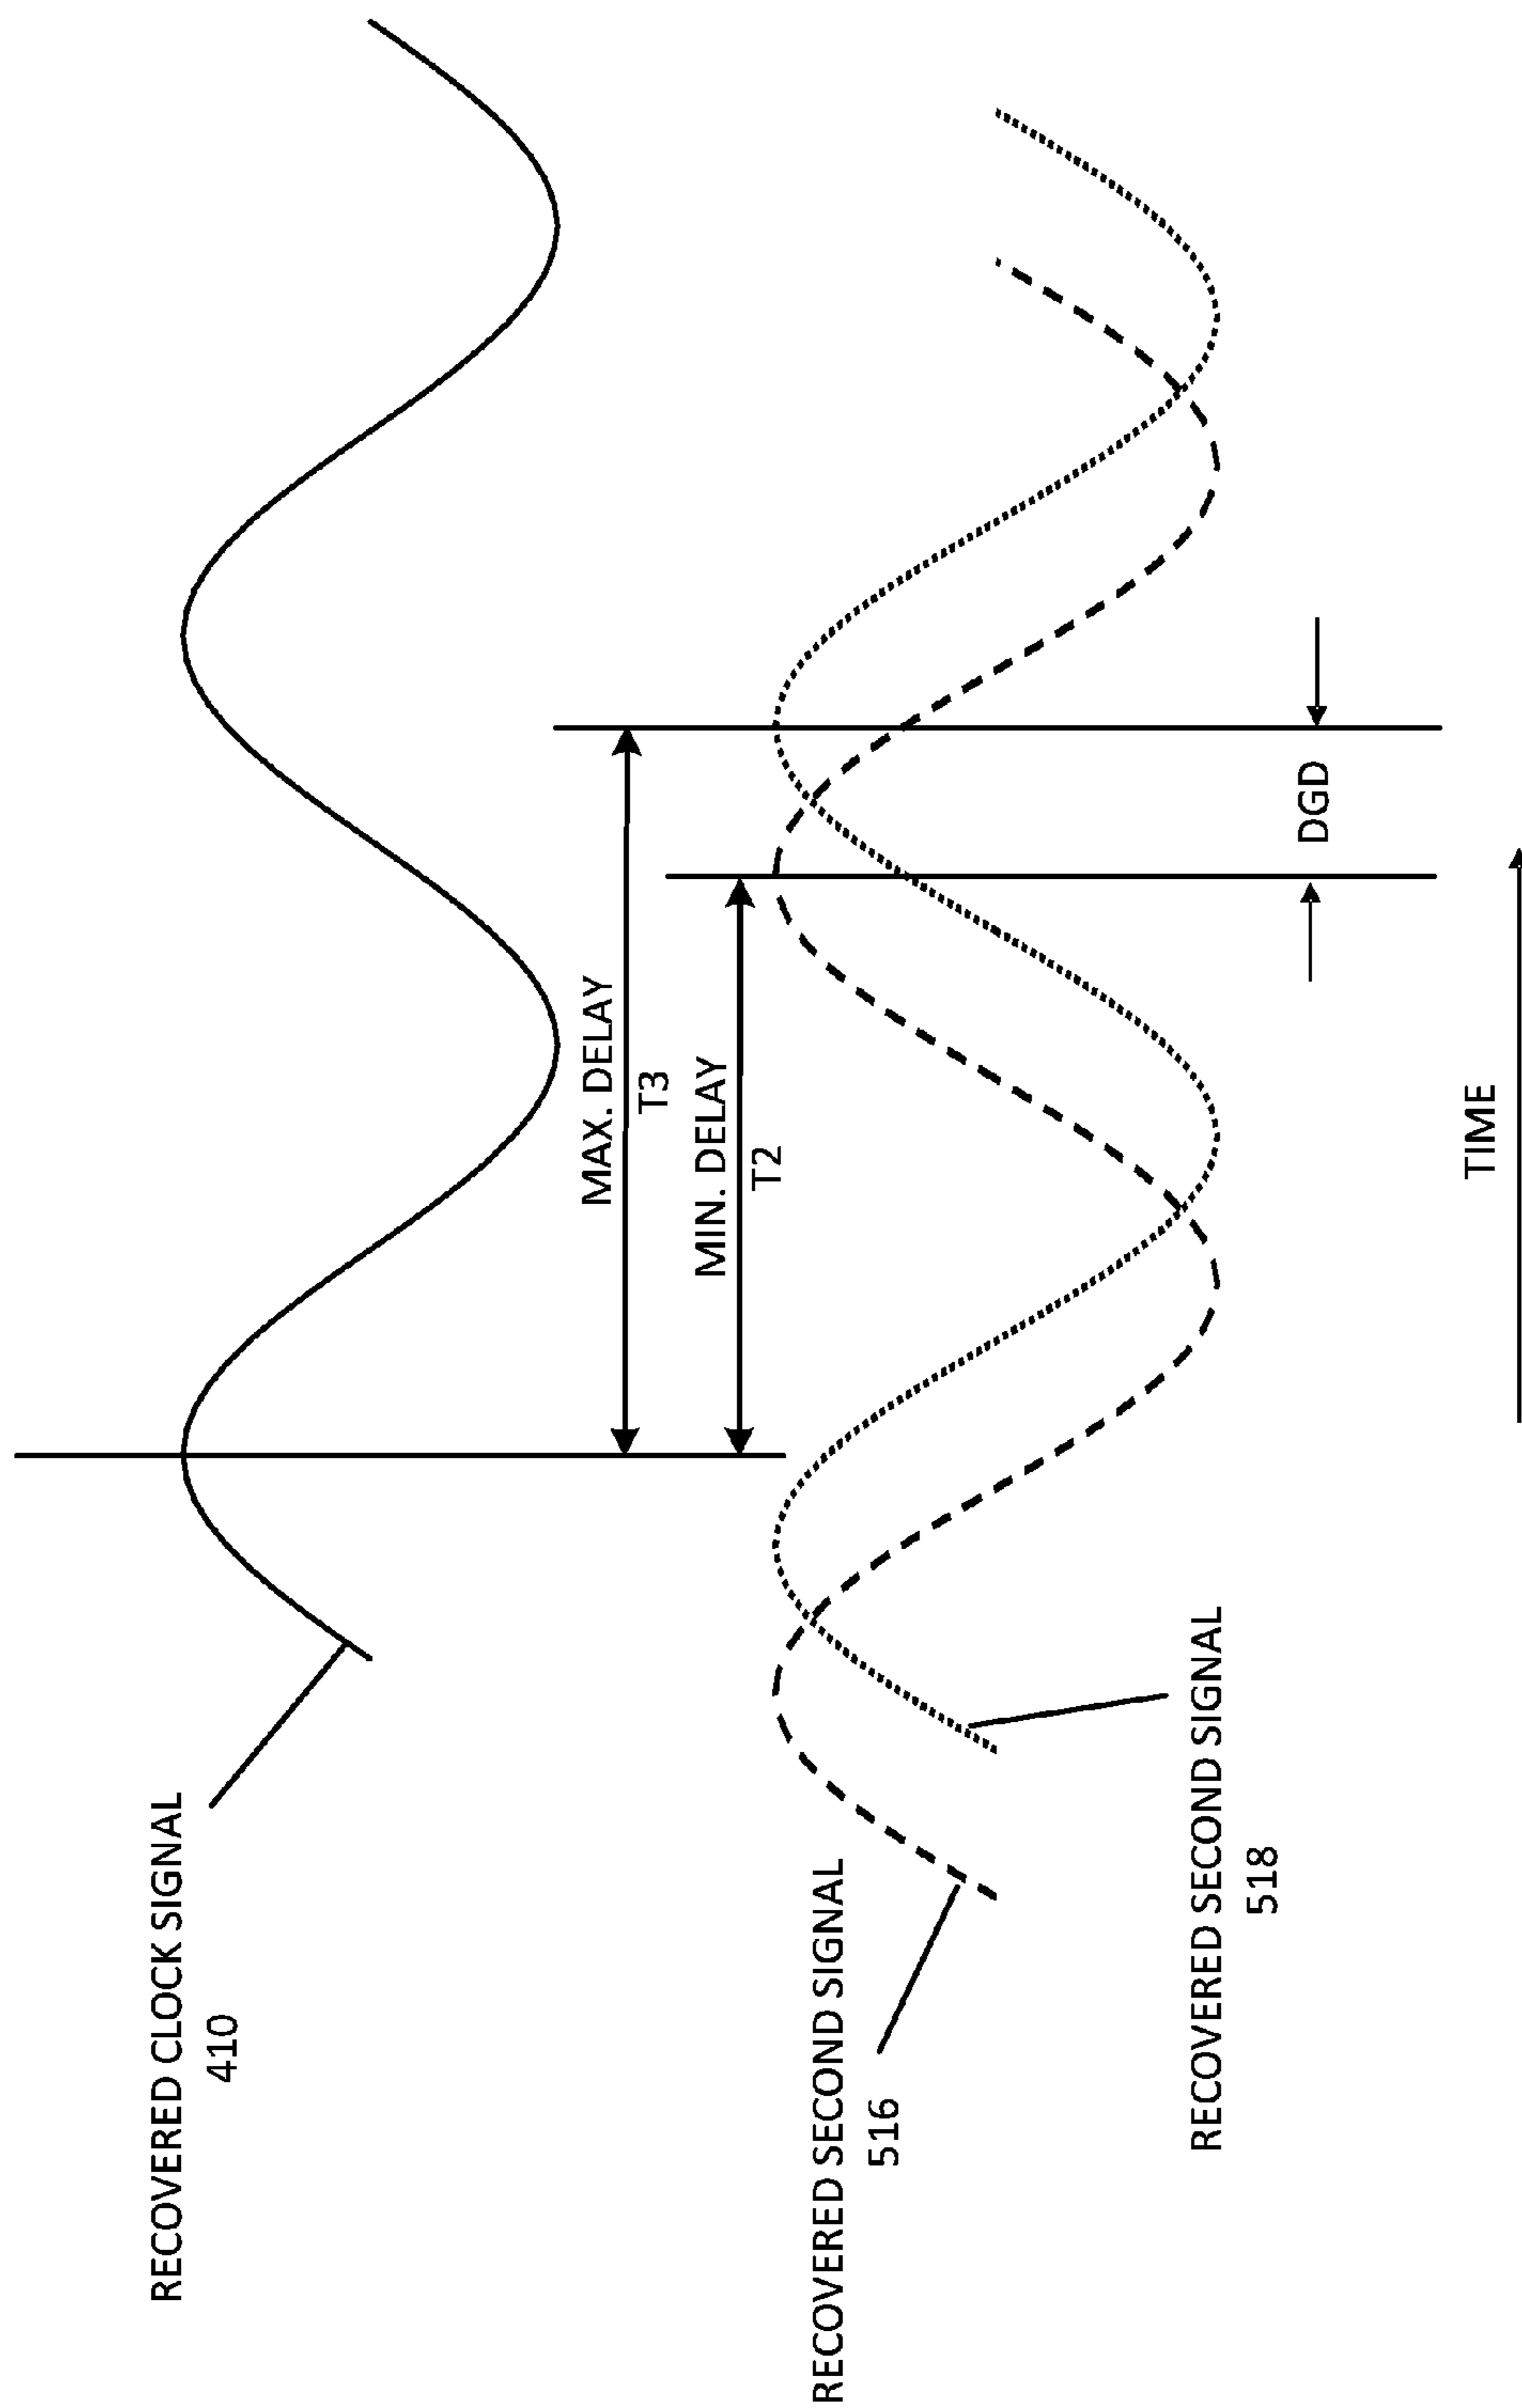 RECOVERED CLOCK SIGNAL
410
MAX. DELAY
T3
MIN. DELAY
T2
RECOVERED SECOND SIGNAL
516
RECOVERED SECOND SIGNAL
518
DGD
TIME